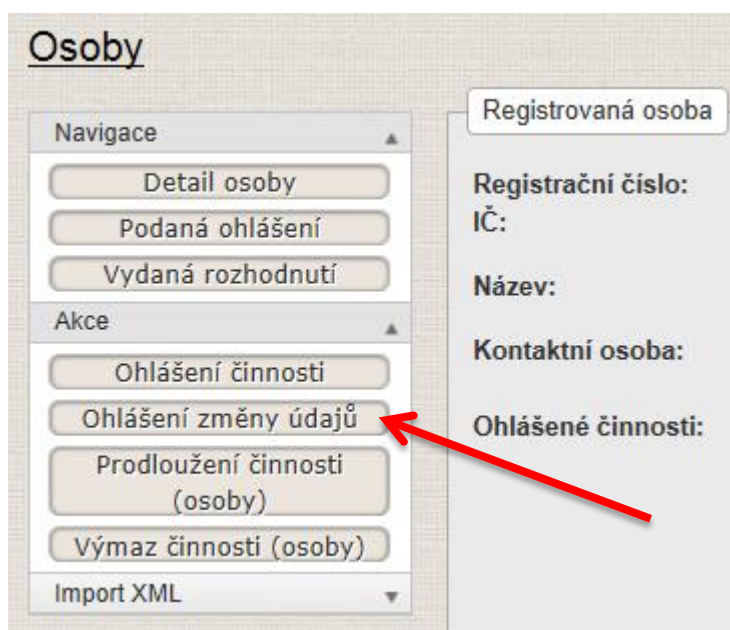 Osoby
Navigace
Detail osoby
Podaná ohlášení
Vydaná rozhodnutí
Akce
Ohlášení činnosti
Ohlášení změny údajů
Prodloužení činnosti
(osoby)
Výmaz činnosti (osoby)
Import XML
Registrovaná osoba
Registrační číslo:
IČ:
Název:
Kontaktní osoba:
Ohlášené činnosti: